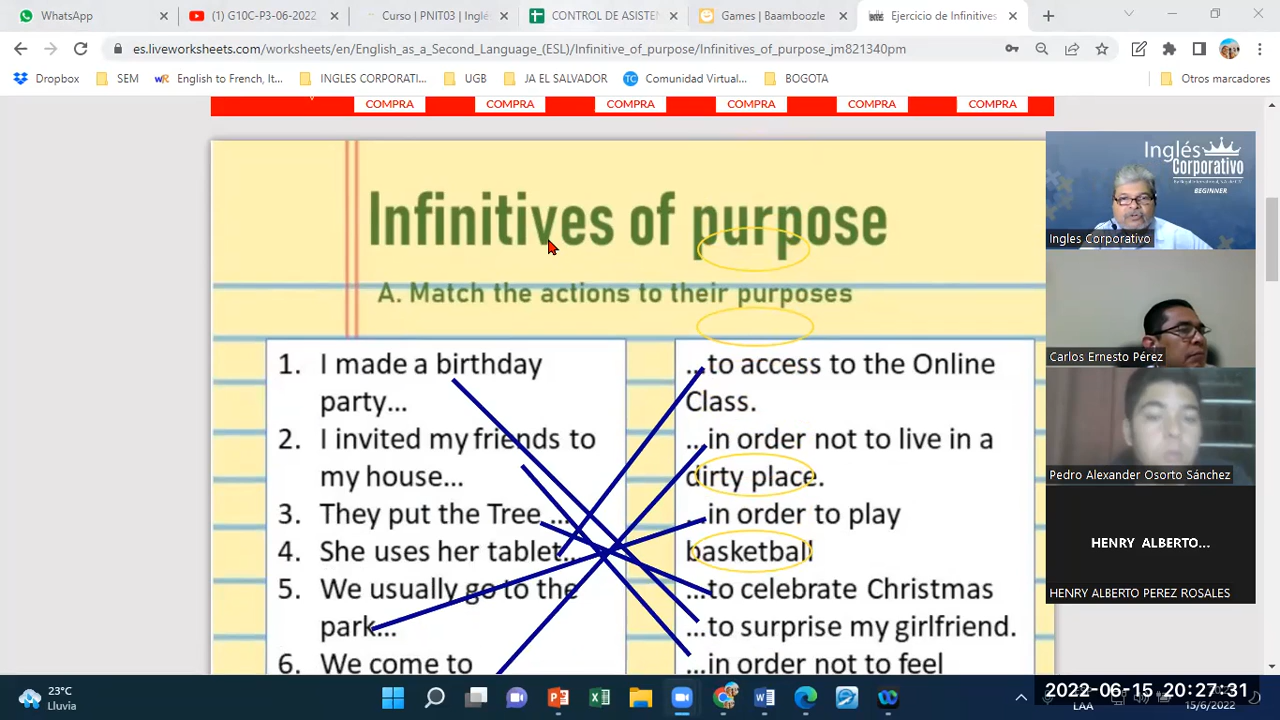 WhatsApp
(1) G10C-P3-06-2022
Curso | PNIT03 | Inglé
CONTROL DE ASISTEN
Games | Baamboozle
Ejercicio de Infinitives
es.liveworksheets.com/worksheets/en/English_as_a_Second_Language_(ESL)/Infinitive_of_purpose/Infinitives_of_purpose_jm821340pm
Dropbox
SEM
English to French, It...
INGLES CORPORATI...
UGB
JA EL SALVADOR
Comunidad Virtual...
BOGOTA
Otros marcadores
COMPRA COMPRA COMPRA COMPRA COMPRA COMPRA
Infinitives of purpose
A. Match the actions to their purposes
1. I made a birthday
party...
2. I invited my friends to
my house...
3. They put the Tree ...
4. She uses her tablet...
5. We usually go to the
park...
6. We come to
...to access to the Online
Class.
...in order not to live in a
dirty place.
...in order to play
basketball
...to celebrate Christmas
...to surprise my girlfriend.
...in order not to feel
Inglés
Corporativo
BEGINNER
Ingles Corporativo
Carlos Ernesto Pérez
Pedro Alexander Osorto Sánchez
HENRY ALBERTO...
HENRY ALBERTO PEREZ ROSALES
23°C
Lluvia
2022-06-15 20:27:31
LAA
15/6/2022